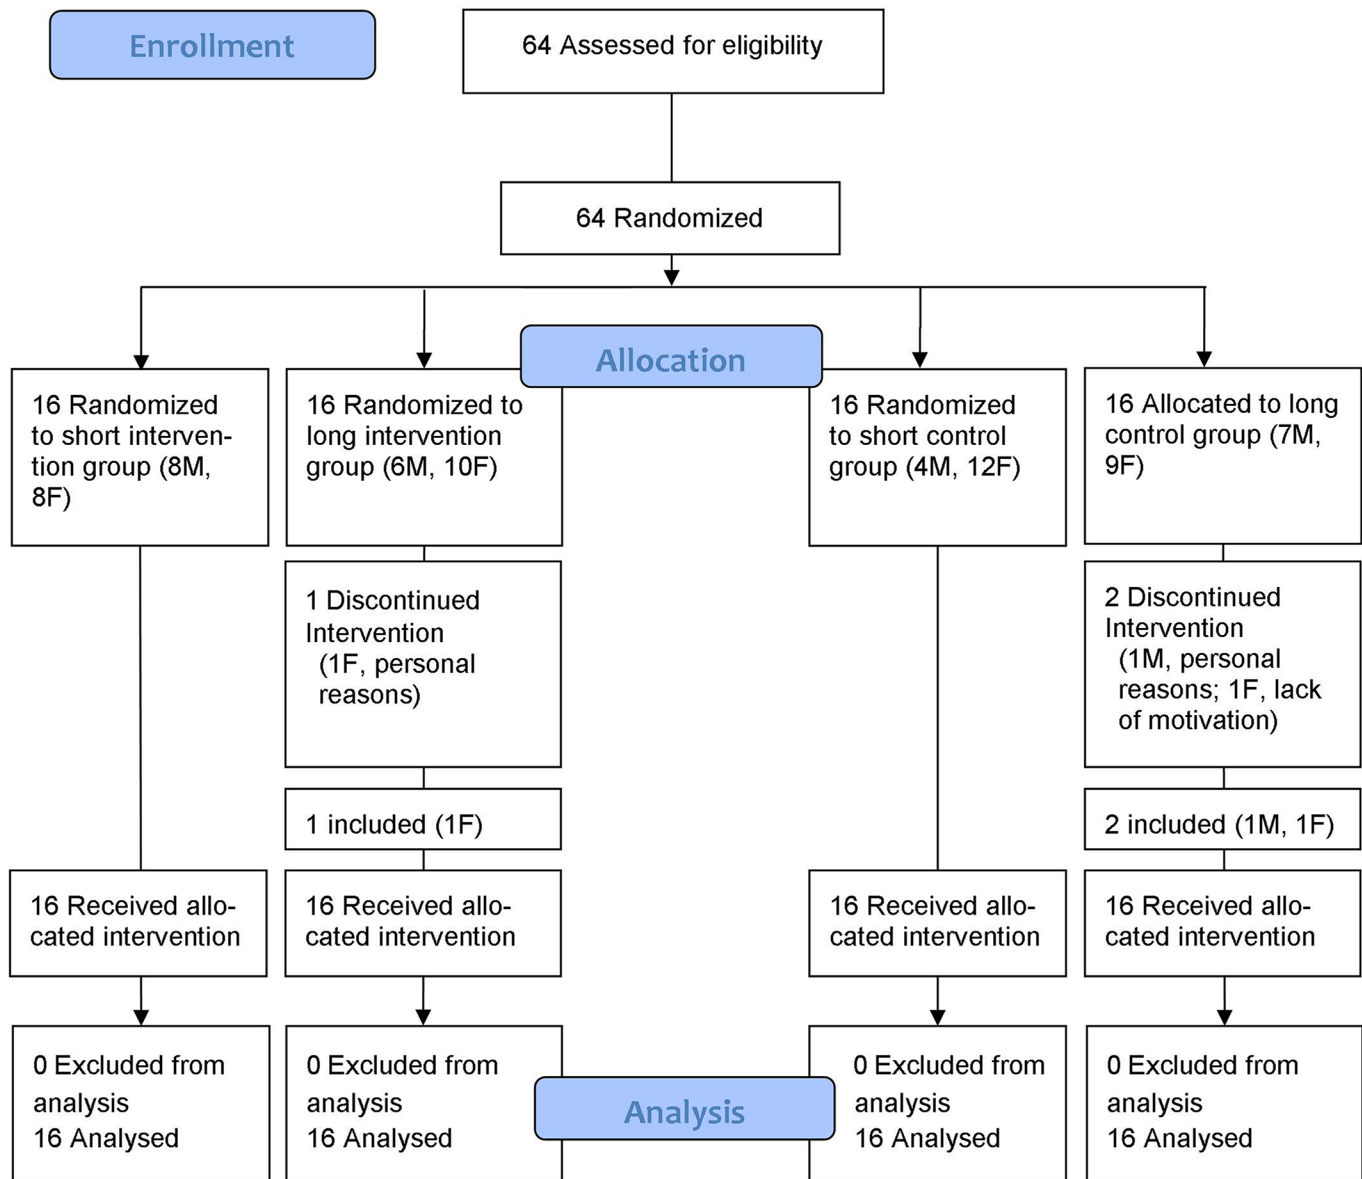 Enrollment
64 Assessed for eligibility
64 Randomized
Allocation
16 Randomized
to short interven-
tion group (8M,
8F)
16 Randomized to
long intervention
group (6M, 10F)
16 Randomized
to short control
group (4M, 12F)
16 Allocated to long
control group (7M,
9F)
1 Discontinued
Intervention
(1F, personal
reasons)
2 Discontinued
Intervention
(1M, personal
reasons; 1F, lack
of motivation)
1 included (1F)
2 included (1M, 1F)
16 Received allo-
cated intervention
16 Received allo-
cated intervention
16 Received allo-
cated intervention
16 Received allo-
cated intervention
0 Excluded from
analysis
16 Analysed
0 Excluded from
analysis
16 Analysed
Analysis
0 Excluded from
analysis
16 Analysed
0 Excluded from
analysis
16 Analysed